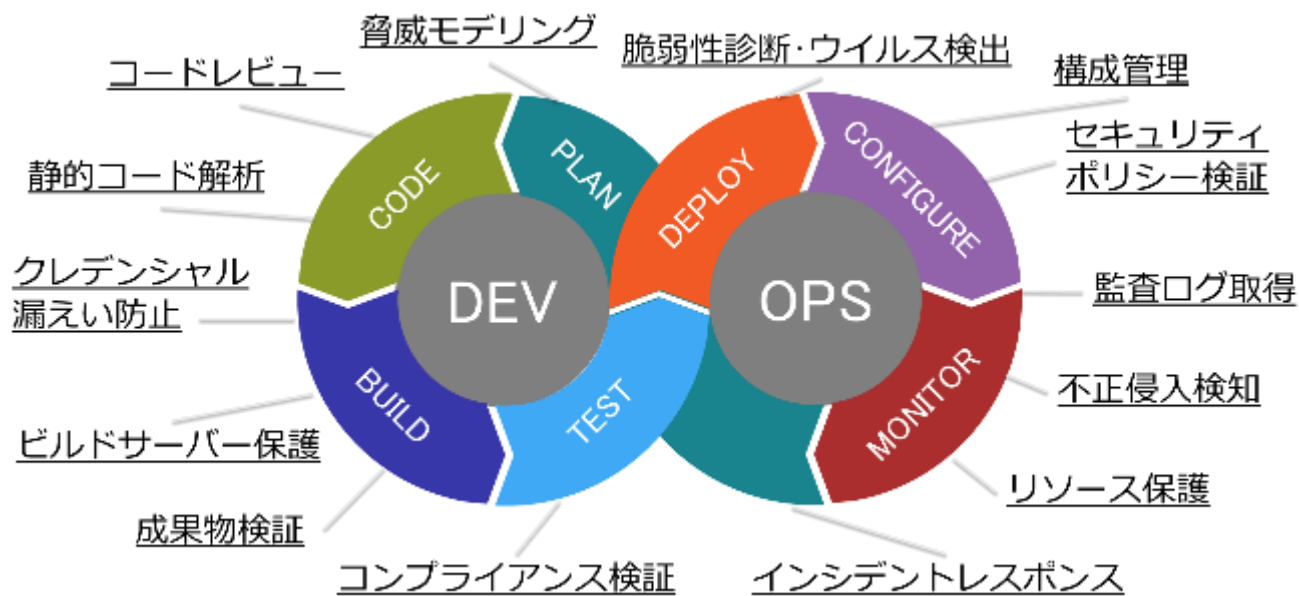 脅威モデリング
脆弱性診断・ウイルス検出
コードレビュー
構成管理
セキュリティ
ポリシー検証
静的コード解析
CODE
PLAN
DEPLOY
CONFIGURE
クレデンシャル
漏えい防止
DEV
OPS
監査ログ取得
BUILD
TEST
MONITOR
不正侵入検知
ビルドサーバー保護
リソース保護
成果物検証
コンプライアンス検証
インシデントレスポンス